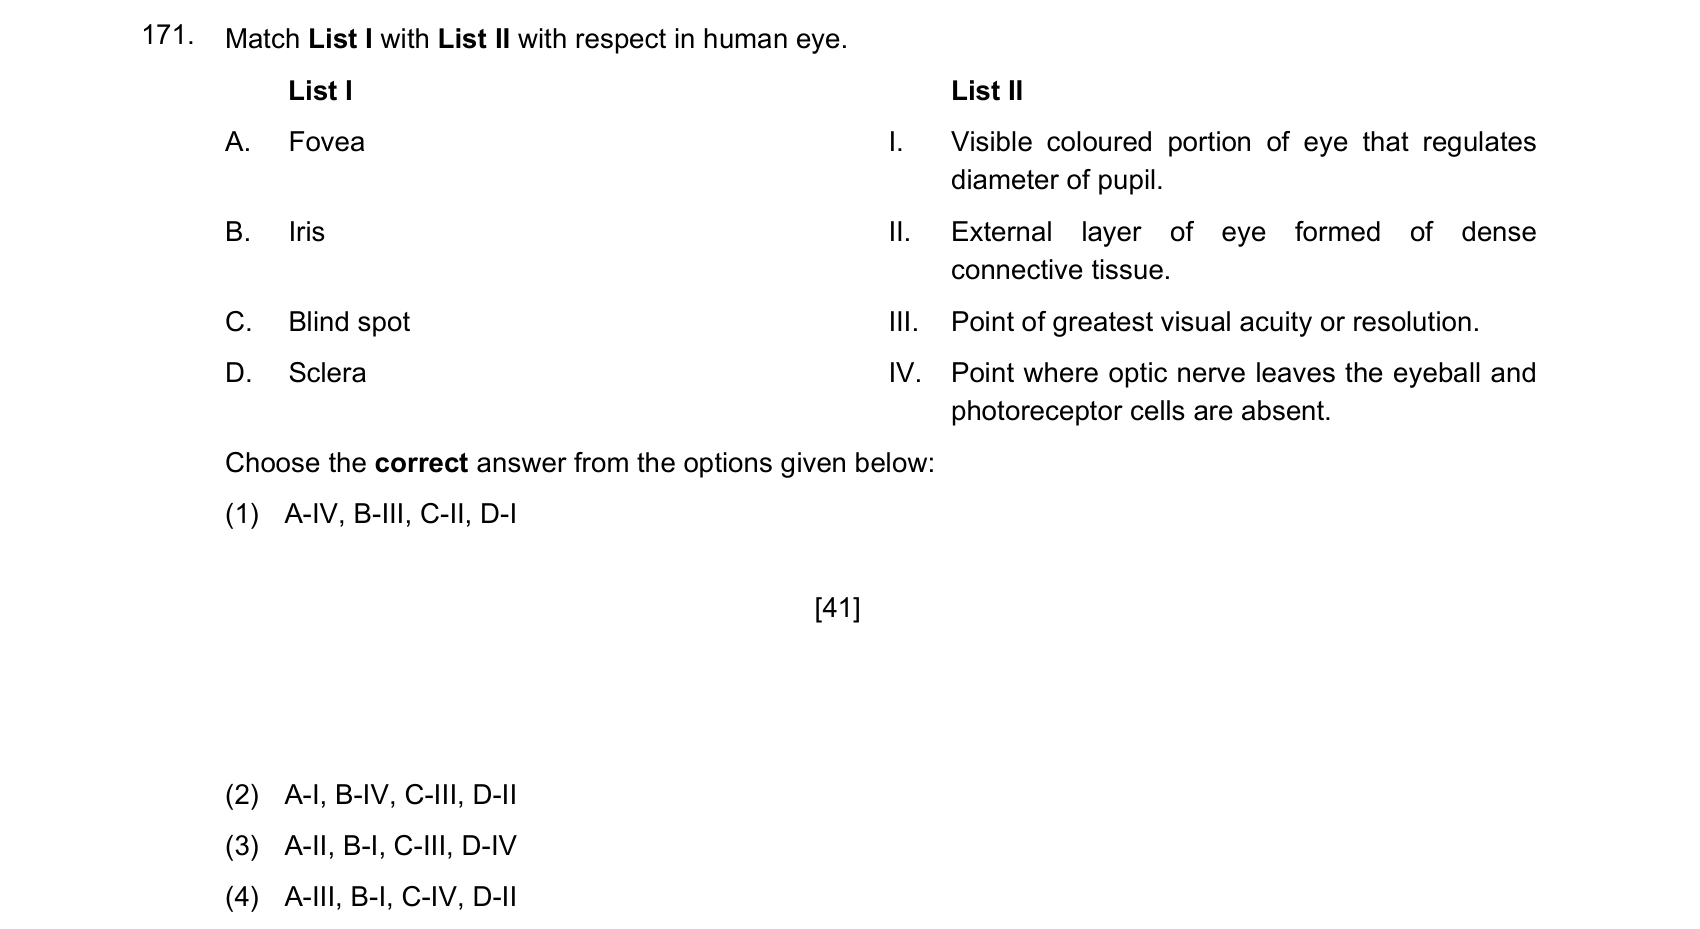 171. Match List I with List II with respect in human eye.
List I List II
A. Fovea I. Visible coloured portion of eye that regulates
diameter of pupil.
B. Iris II. External layer of eye formed of dense
connective tissue.
C. Blind spot III. Point of greatest visual acuity or resolution.
D. Sclera IV. Point where optic nerve leaves the eyeball and
photoreceptor cells are absent.
Choose the correct answer from the options given below:
(1) A-IV, B-III, C-II, D-I
[41]
(2) A-I, B-IV, C-III, D-II
(3) A-II, B-I, C-III, D-IV
(4) A-III, B-I, C-IV, D-II